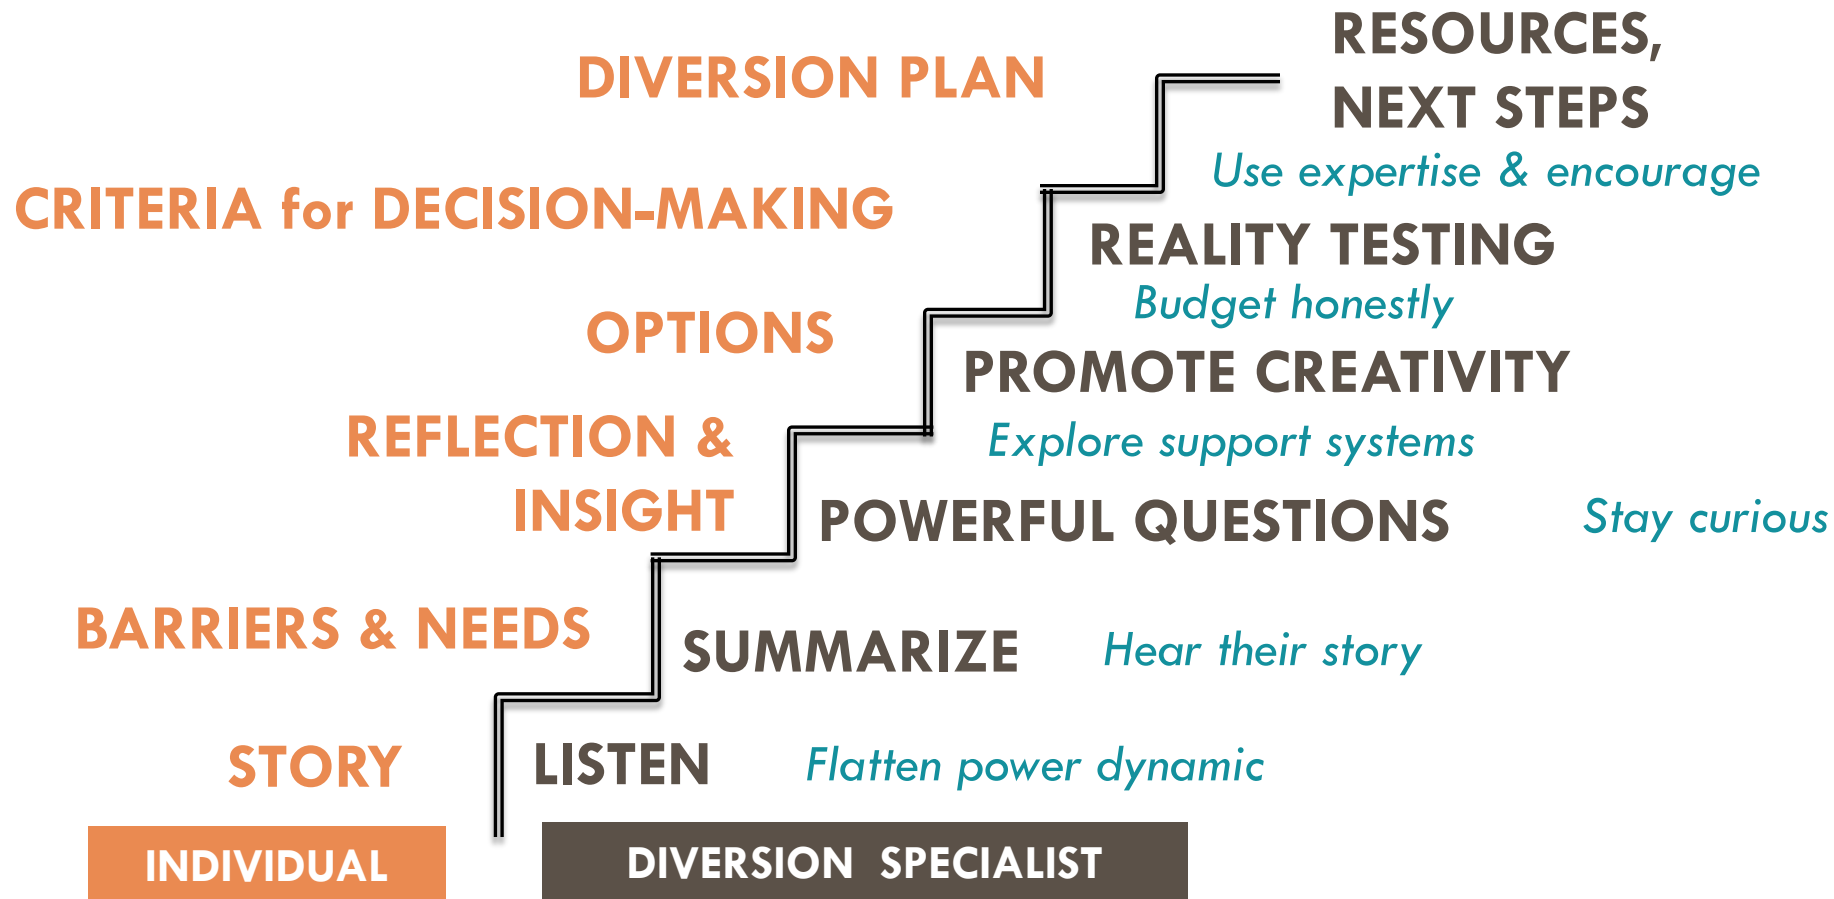 RESOURCES,
NEXT STEPS
DIVERSION PLAN
Use expertise & encourage
CRITERIA for DECISION-MAKING
REALITY TESTING
Budget honestly
OPTIONS
PROMOTE CREATIVITY
REFLECTION &
INSIGHT
Explore support systems
POWERFUL QUESTIONS
Stay curious
BARRIERS & NEEDS
SUMMARIZE
Hear their story
STORY
LISTEN
Flatten power dynamic
INDIVIDUAL
DIVERSION SPECIALIST